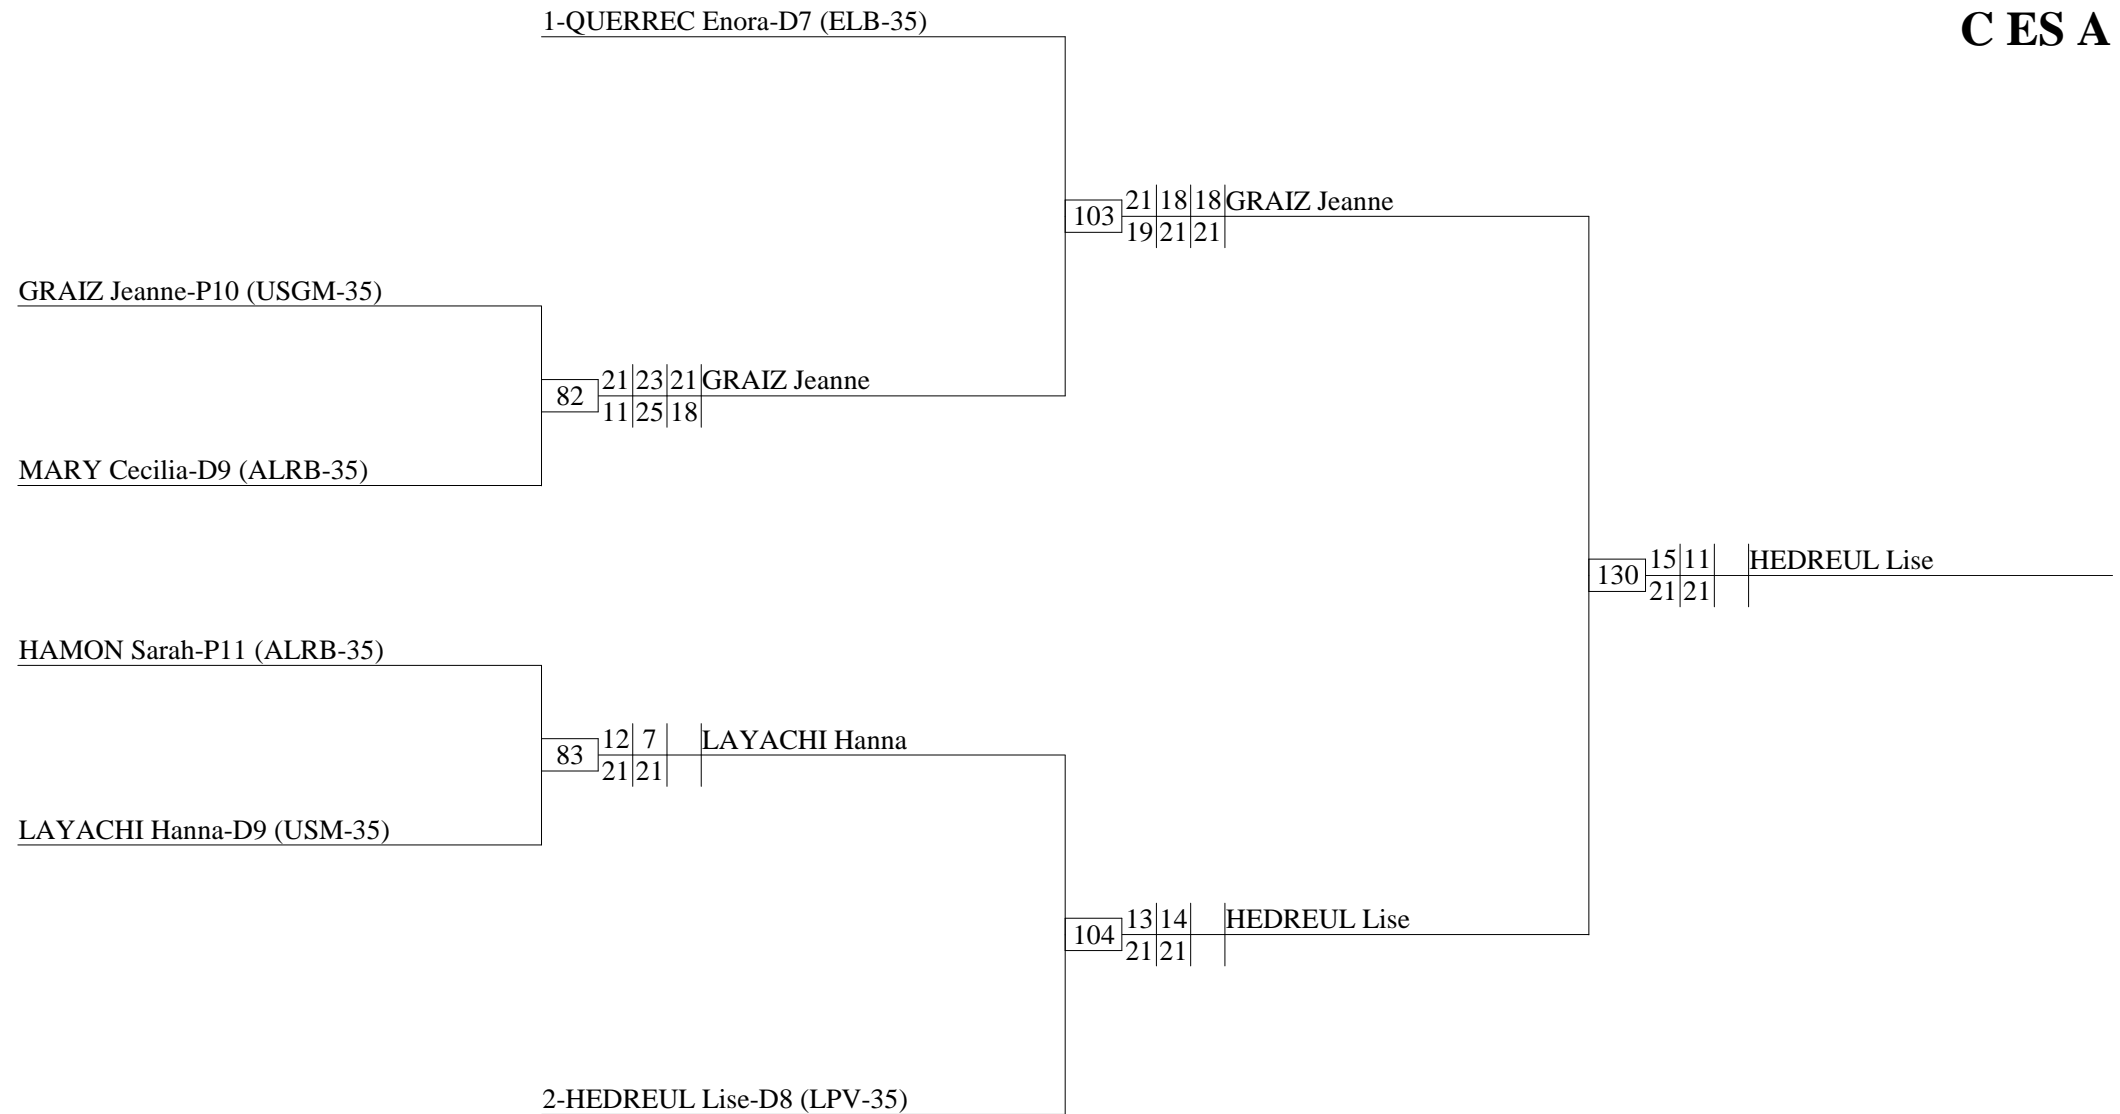 1-QUERREC Enora-D7 (ELB-35)
C ES A
103 21 18 18 GRAIZ Jeanne
19 21 21
GRAIZ Jeanne-P10 (USGM-35)
82 21 23 21 GRAIZ Jeanne
11 25 18
MARY Cecilia-D9 (ALRB-35)
130 15 11 HEDREUL Lise
21 21
HAMON Sarah-P11 (ALRB-35)
83 12 7 LAYACHI Hanna
21 21
LAYACHI Hanna-D9 (USM-35)
104 13 14 HEDREUL Lise
21 21
2-HEDREUL Lise-D8 (LPV-35)